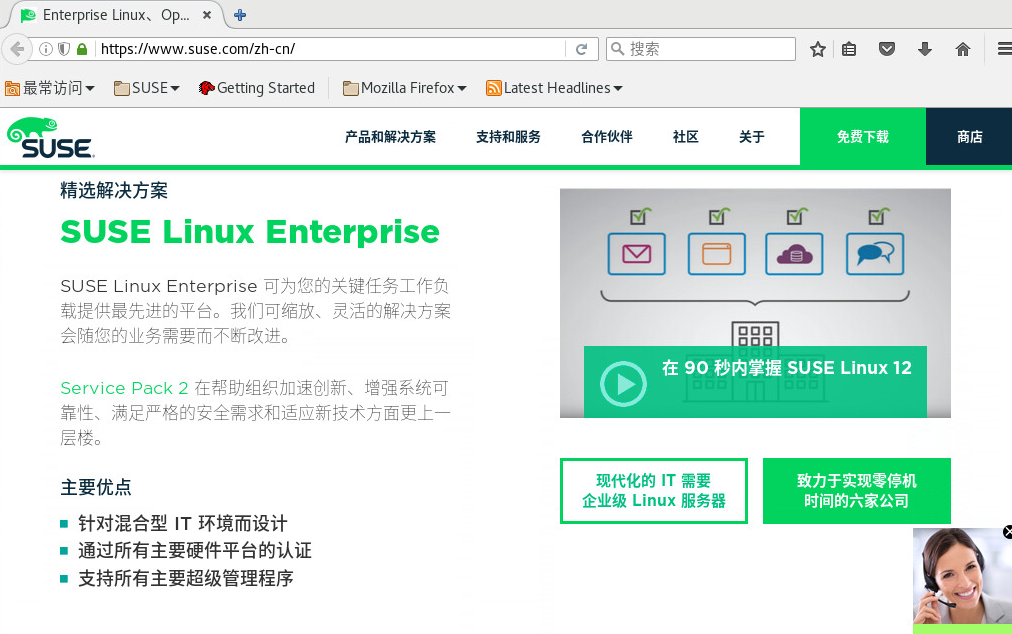 Enterprise Linux、Op...
https://www.suse.com/zh-cn/
搜索
最常访问
SUSE
Getting Started
Mozilla Firefox
Latest Headlines
SUSE
产品和解决方案
支持和服务
合作伙伴
社区
关于
免费下载
商店
精选解决方案
SUSE Linux Enterprise
SUSE Linux Enterprise 可为您的关键任务工作负
载提供最先进的平台。我们可缩放、灵活的解决方案
会随您的业务需要而不断改进。
Service Pack 2 在帮助组织加速创新、增强系统可
靠性、满足严格的安全需求和适应新技术方面更上一
层楼。
主要优点
针对混合型 IT 环境而设计
通过所有主要硬件平台的认证
支持所有主要超级管理程序
在 90 秒内掌握 SUSE Linux 12
现代化的 IT 需要
企业级 Linux 服务器
致力于实现零停机
时间的六家公司